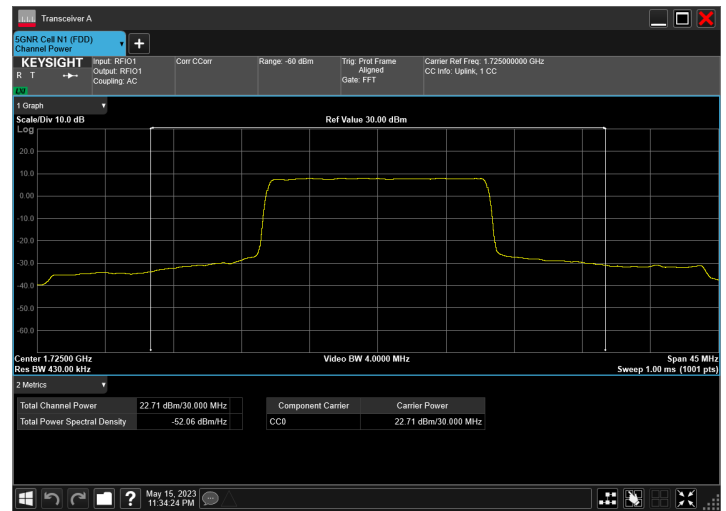 Transceiver A
5GNR Cell N1 (FDD)
Channel Power
KEYSIGHT
R T
LXI
Input: RFIO1
Output: RFIO1
Coupling: AC
Corr CCorr
Range: -60 dBm
Trig: Prot Frame
Aligned
Gate: FFT
Carrier Ref Freq: 1.725000000 GHz
CC Info: Uplink, 1 CC
1 Graph
Scale/Div 10.0 dB
Ref Value 30.00 dBm
Log
20.0
10.0
0.00
-10.0
-20.0
-30.0
-40.0
-50.0
-60.0
Center 1.72500 GHz
Video BW 4.0000 MHz
Span 45 MHz
Res BW 430.00 kHz
Sweep 1.00 ms (1001 pts)
2 Metrics
Total Channel Power 22.71 dBm/30.000 MHz
Total Power Spectral Density -52.06 dBm/Hz
Component Carrier Carrier Power
CC0 22.71 dBm/30.000 MHz
?
May 15, 2023
11:34:24 PM